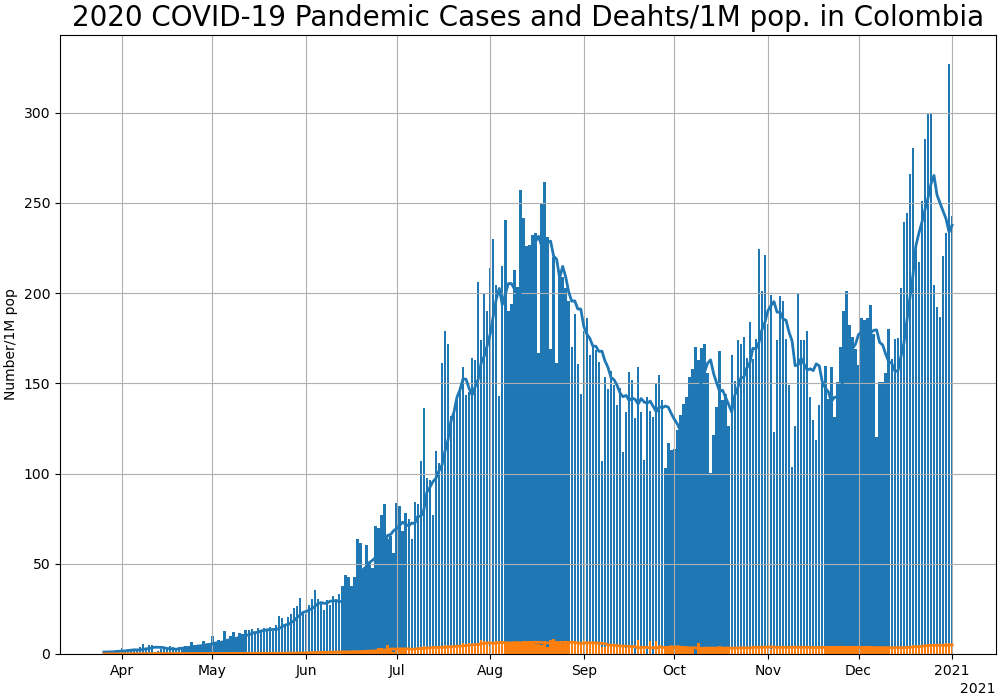 2020 COVID-19 Pandemic Cases and Deahts/1M pop. in Colombia
Number/1M pop
300
250
200
150
100
50
0
Apr May Jun Jul Aug Sep Oct Nov Dec 2021
2021